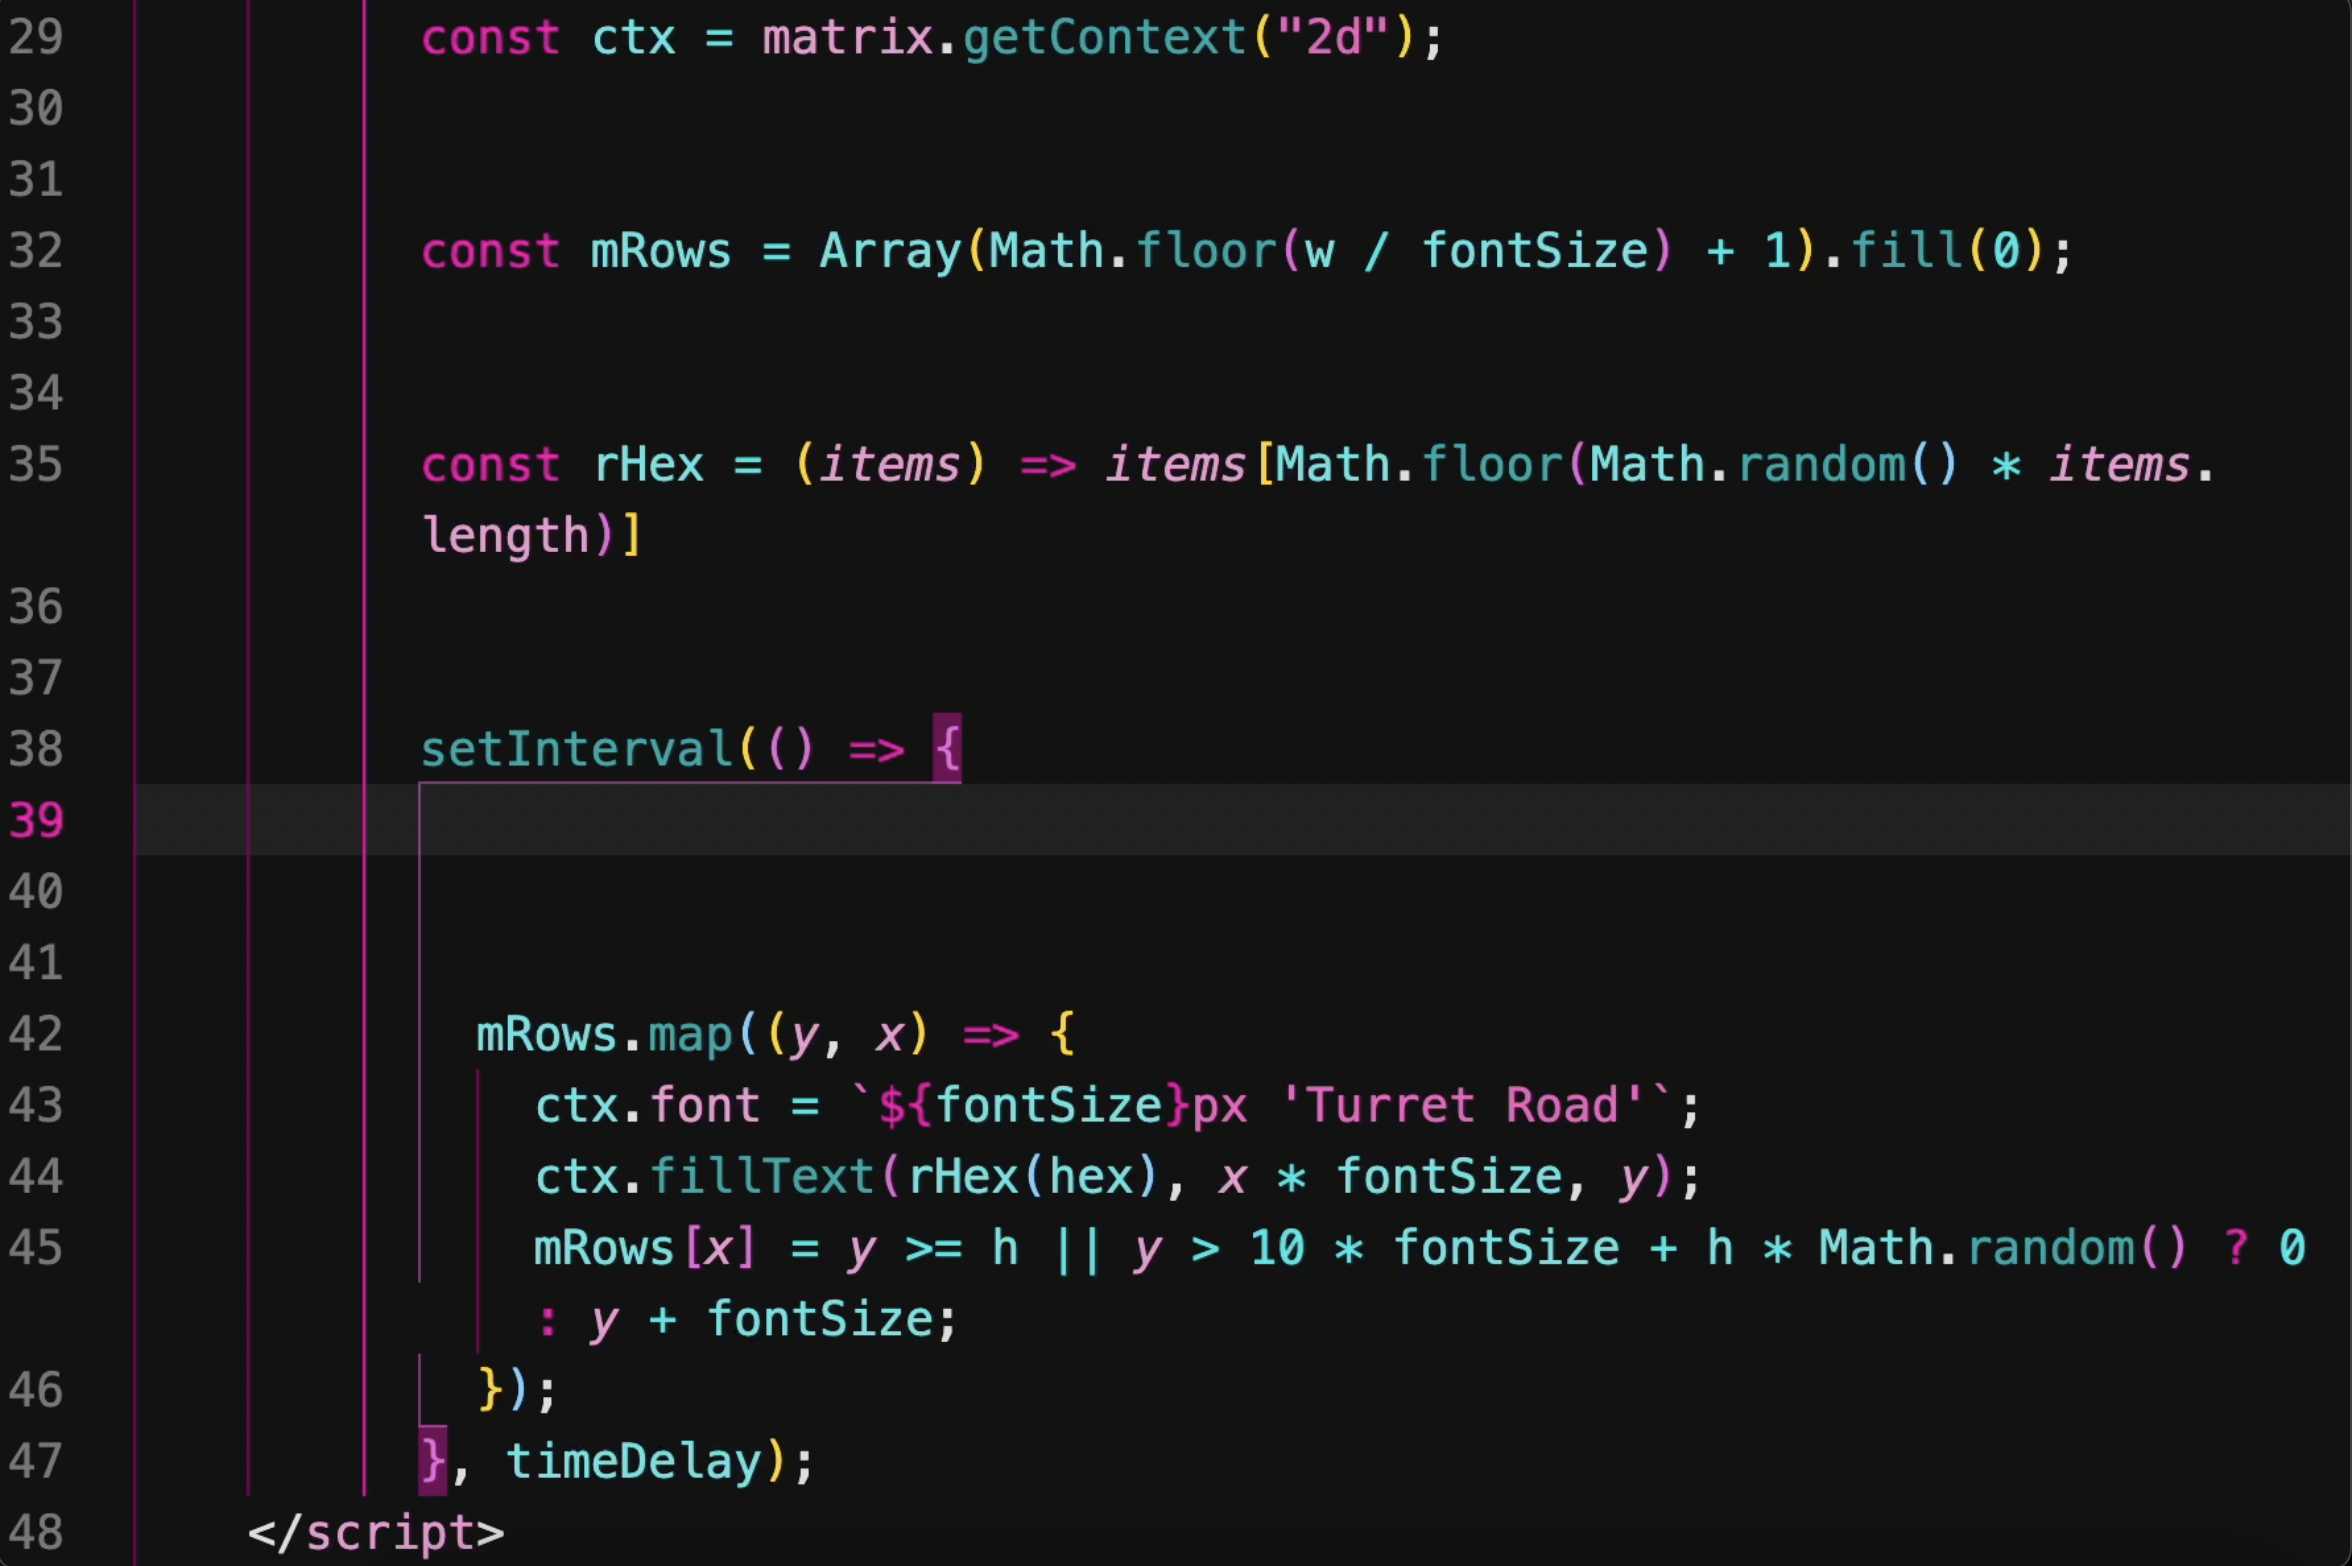 29 const ctx = matrix.getContext("2d");
30
31
32 const mRows = Array(Math.floor(w / fontSize) + 1).fill(0);
33
34
35 const rHex = (items) => items[Math.floor(Math.random() * items.
length)]
36
37
38 setInterval(() => {
39
40
41
42 mRows.map((y, x) => {
43 ctx.font = `${fontSize}px 'Turret Road'`;
44 ctx.fillText(rHex(hex), x * fontSize, y);
45 mRows[x] = y >= h || y > 10 * fontSize + h * Math.random() ? 0
: y + fontSize;
46 });
47 }, timeDelay);
48 </script>